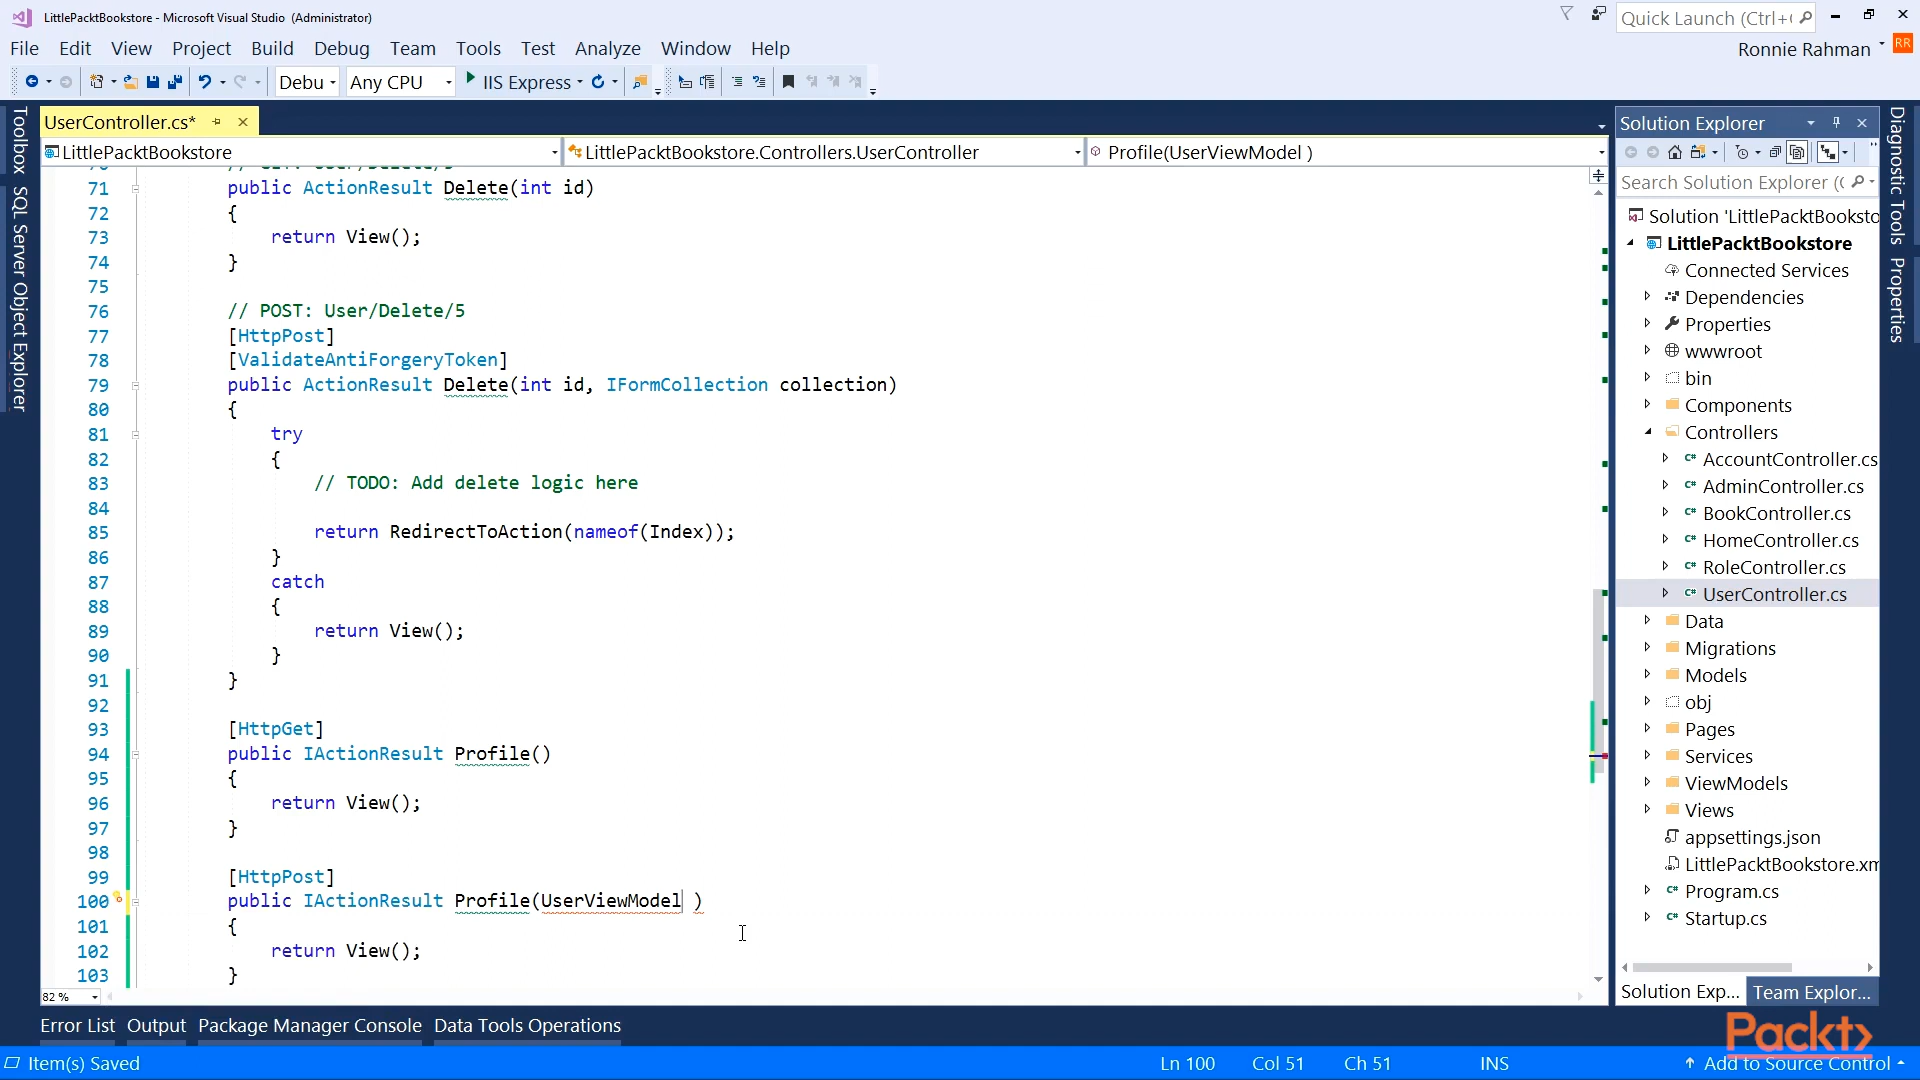 LittlePacktBookstore - Microsoft Visual Studio (Administrator)
Quick Launch (Ctrl+
File Edit View Project Build Debug Team Tools Test Analyze Window Help
Ronnie Rahman
RR
Debu
Any CPU
IIS Express
Toolbox
SQL Server Object Explorer
UserController.cs*
LittlePacktBookstore
LittlePacktBookstore.Controllers.UserController
Profile(UserViewModel )
71 public ActionResult Delete(int id)
72 {
73 return View();
74 }
75
76 // POST: User/Delete/5
77 [HttpPost]
78 [ValidateAntiForgeryToken]
79 public ActionResult Delete(int id, IFormCollection collection)
80 {
81 try
82 {
83 // TODO: Add delete logic here
84
85 return RedirectToAction(nameof(Index));
86 }
87 catch
88 {
89 return View();
90 }
91 }
92
93 [HttpGet]
94 public IActionResult Profile()
95 {
96 return View();
97 }
98
99 [HttpPost]
100 public IActionResult Profile(UserViewModel )
101 {
102 return View();
103 }
82 %
Solution Explorer
Search Solution Explorer (
Solution 'LittlePacktBooksto
LittlePacktBookstore
Connected Services
Dependencies
Properties
wwwroot
bin
Components
Controllers
C# AccountController.cs
C# AdminController.cs
C# BookController.cs
C# HomeController.cs
C# RoleController.cs
C# UserController.cs
Data
Migrations
Models
obj
Pages
Services
ViewModels
Views
appsettings.json
LittlePacktBookstore.xm
C# Program.cs
C# Startup.cs
Solution Exp... Team Explor...
Diagnostic Tools
Properties
Error List Output Package Manager Console Data Tools Operations
Packt>
Item(s) Saved
Ln 100 Col 51 Ch 51 INS
Add to Source Control